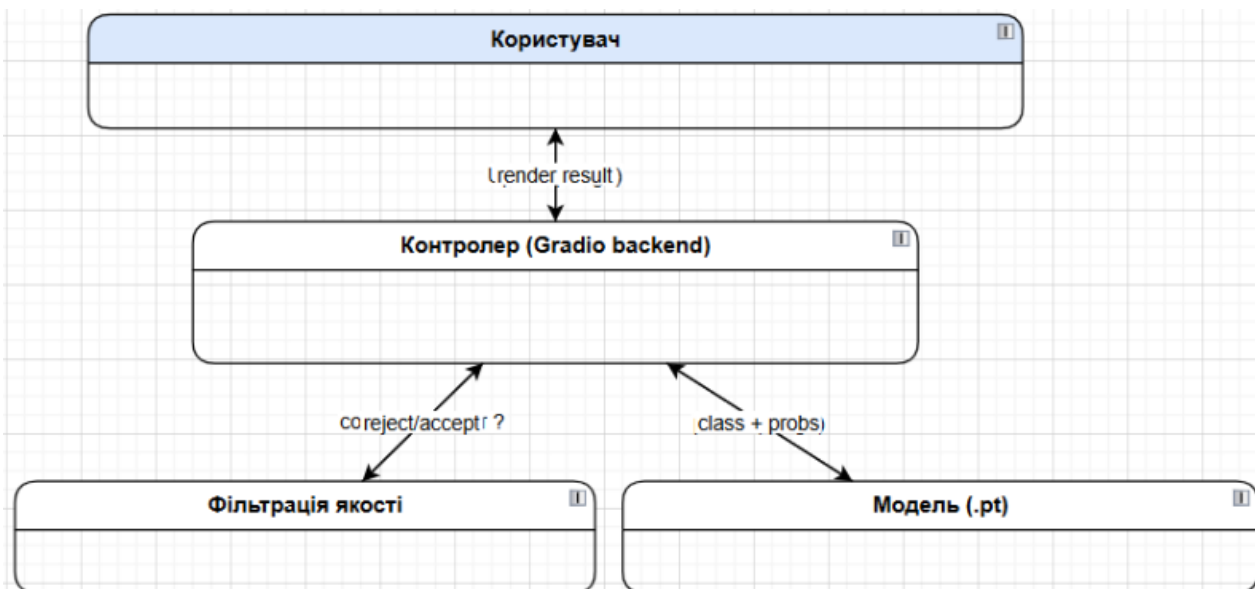 Користувач
render result)
Контролер (Gradio backend)
reject/accept ?
class + probs)
Фільтрація якості
Модель (.pt)